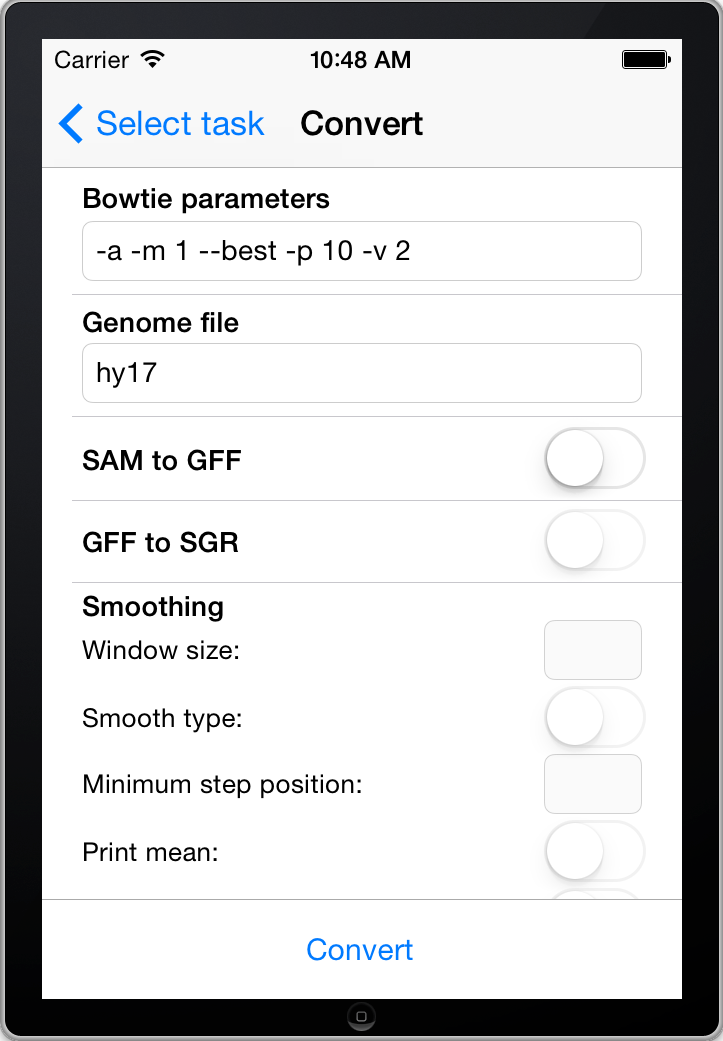 Carrier 10:48 AM
Select task Convert
Bowtie parameters
-a -m 1 --best -p 10 -v 2
Genome file
hy17
SAM to GFF
GFF to SGR
Smoothing
Window size:
Smooth type:
Minimum step position:
Print mean:
Convert